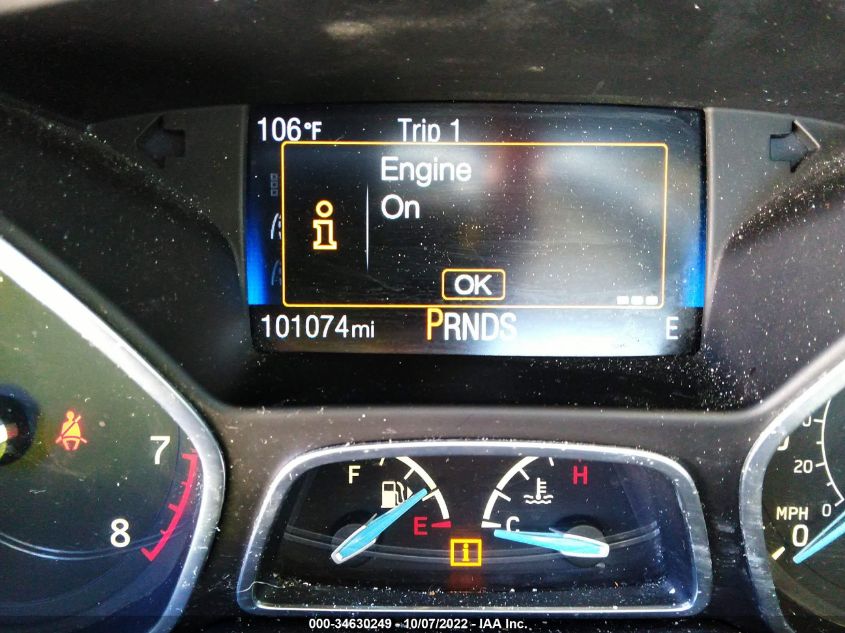 106°F Trip 1
Engine
On
i
OK
101074mi PRNDS E
7
8
F
E
H
C
i
20
0
MPH
0
000-34630249 - 10/07/2022 - IAA Inc.